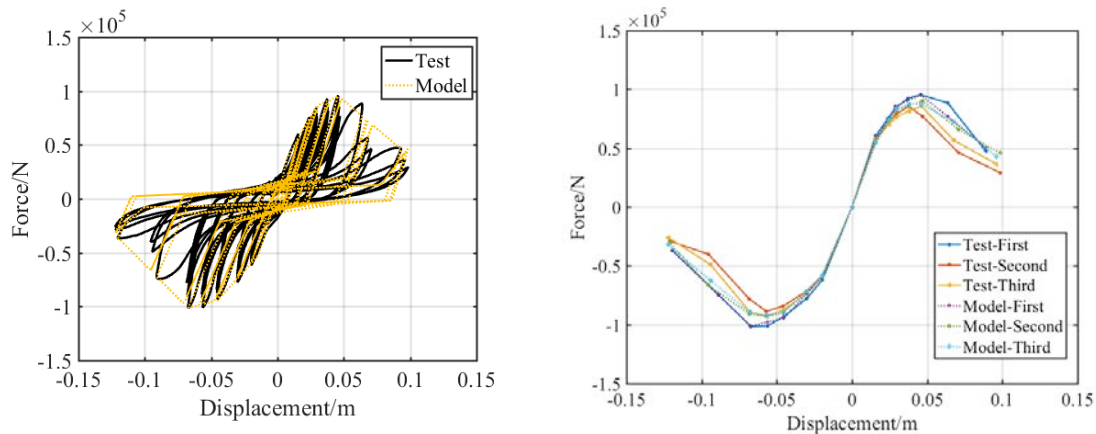 ×10^5
1.5
1
0.5
0
-0.5
-1
-1.5
Force/N
-0.15 -0.1 -0.05 0 0.05 0.1 0.15
Displacement/m
Test
Model
×10^5
1.5
1
0.5
0
-0.5
-1
-1.5
Force/N
-0.15 -0.1 -0.05 0 0.05 0.1 0.15
Displacement/m
Test-First
Test-Second
Test-Third
Model-First
Model-Second
Model-Third